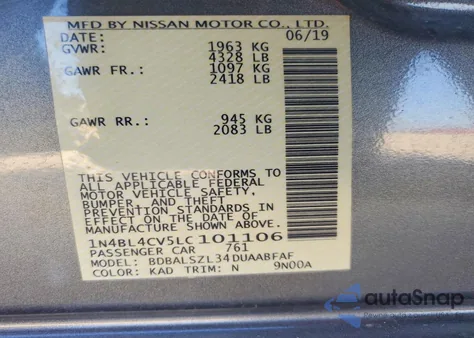 MFD BY NISSAN MOTOR CO., LTD.
DATE: 06/19
GVWR: 1963 KG
4328 LB
GAWR FR.: 1097 KG
2418 LB
GAWR RR.: 945 KG
2083 LB
THIS VEHICLE CONFORMS TO
ALL APPLICABLE FEDERAL
MOTOR VEHICLE SAFETY,
BUMPER, AND THEFT
PREVENTION STANDARDS IN
EFFECT ON THE DATE OF
MANUFACTURE SHOWN ABOVE.
1N4BL4CV5LC101106
PASSENGER CAR 761
MODEL: BDBALSZL34DUAABFAF
COLOR: KAD TRIM: N 9N00A
autoSnap